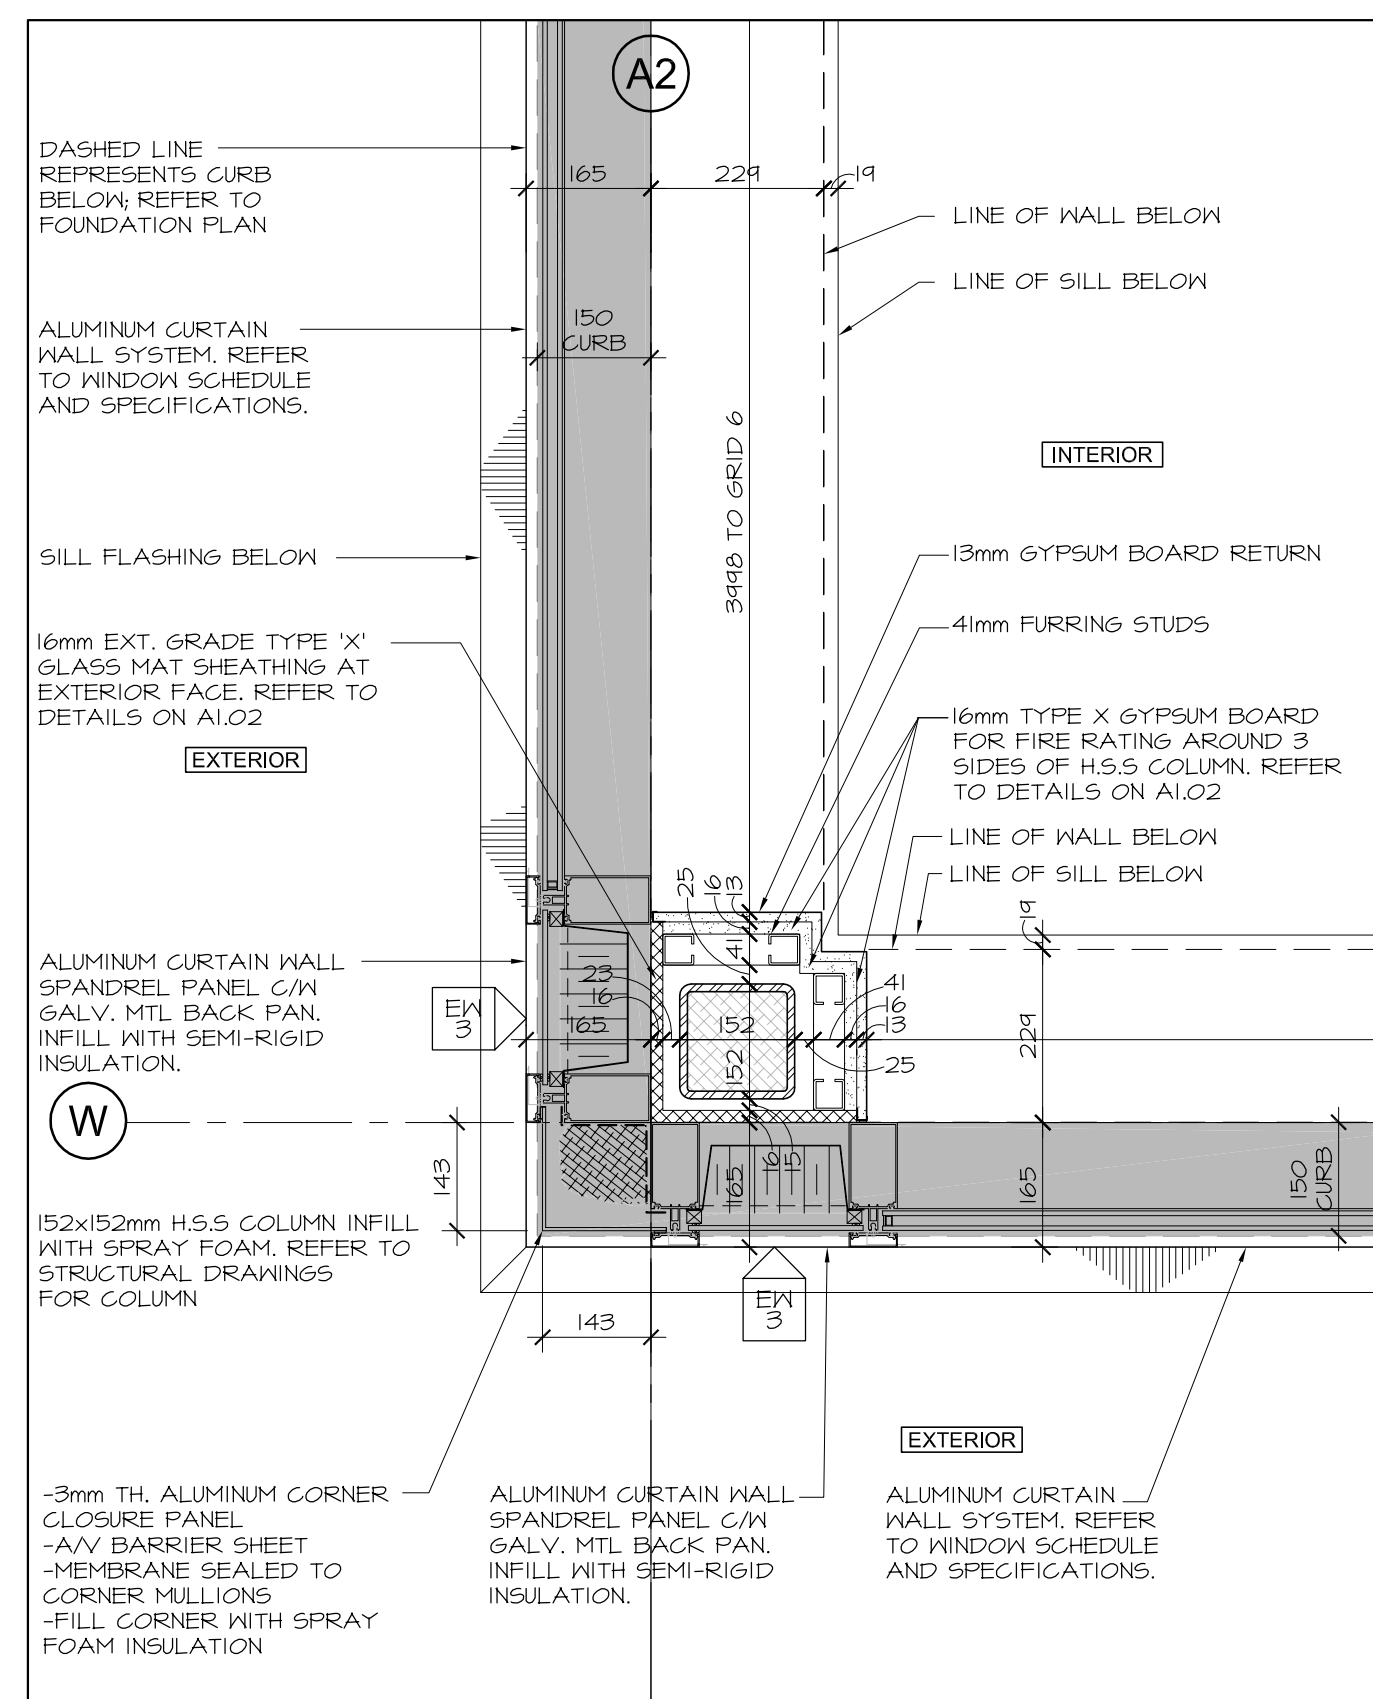 A2
DASHED LINE
REPRESENTS CURB
BELOW; REFER TO
FOUNDATION PLAN
165
229
19
LINE OF WALL BELOW
LINE OF SILL BELOW
ALUMINUM CURTAIN
WALL SYSTEM. REFER
TO WINDOW SCHEDULE
AND SPECIFICATIONS.
150
CURB
3998 TO GRID 6
INTERIOR
SILL FLASHING BELOW
13mm GYPSUM BOARD RETURN
41mm FURRING STUDS
16mm EXT. GRADE TYPE 'X'
GLASS MAT SHEATHING AT
EXTERIOR FACE. REFER TO
DETAILS ON A1.02
EXTERIOR
16mm TYPE X GYPSUM BOARD
FOR FIRE RATING AROUND 3
SIDES OF H.S.S COLUMN. REFER
TO DETAILS ON A1.02
LINE OF WALL BELOW
LINE OF SILL BELOW
25
16
13
41
19
ALUMINUM CURTAIN WALL
SPANDREL PANEL C/W
GALV. MTL BACK PAN.
INFILL WITH SEMI-RIGID
INSULATION.
EW
3
23
16
165
152
152
41
16
13
25
229
W
143
165
16
15
165
150
CURB
152x152mm H.S.S COLUMN INFILL
WITH SPRAY FOAM. REFER TO
STRUCTURAL DRAWINGS
FOR COLUMN
143
EW
3
EXTERIOR
-3mm TH. ALUMINUM CORNER
CLOSURE PANEL
-A/V BARRIER SHEET
-MEMBRANE SEALED TO
CORNER MULLIONS
-FILL CORNER WITH SPRAY
FOAM INSULATION
ALUMINUM CURTAIN WALL
SPANDREL PANEL C/W
GALV. MTL BACK PAN.
INFILL WITH SEMI-RIGID
INSULATION.
ALUMINUM CURTAIN
WALL SYSTEM. REFER
TO WINDOW SCHEDULE
AND SPECIFICATIONS.